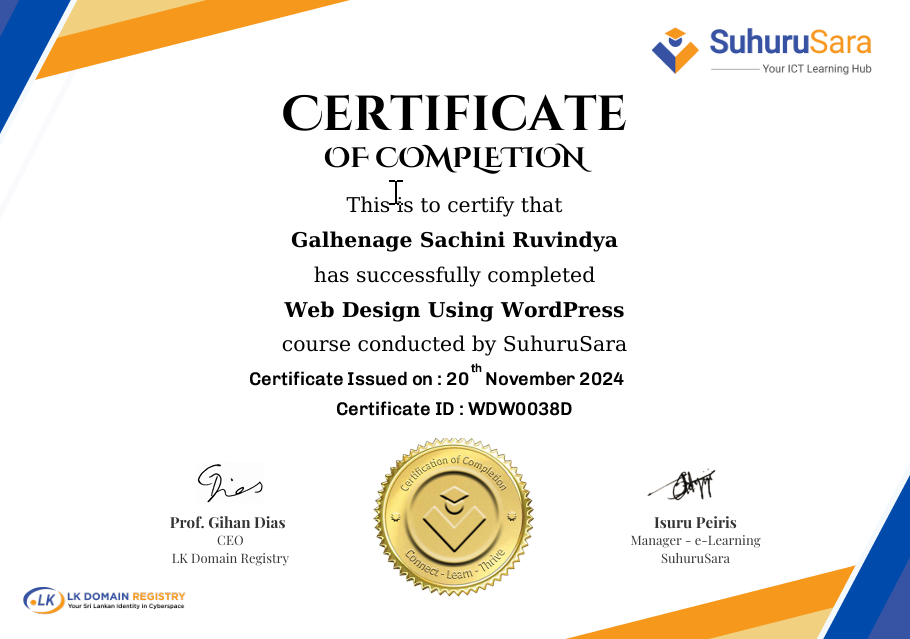 SuhuruSara
Your ICT Learning Hub
CERTIFICATE
OF COMPLETION
This is to certify that
Galhenage Sachini Ruvindya
has successfully completed
Web Design Using WordPress
course conducted by SuhuruSara
Certificate Issued on : 20th November 2024
Certificate ID : WDW0038D
Certification of Completion
Connect - Learn - Thrive
Dias
Prof. Gihan Dias
CEO
LK Domain Registry
Isuru Peiris
Manager - e-Learning
SuhuruSara
.LK LK DOMAIN REGISTRY
Your Sri Lankan Identity in Cyberspace